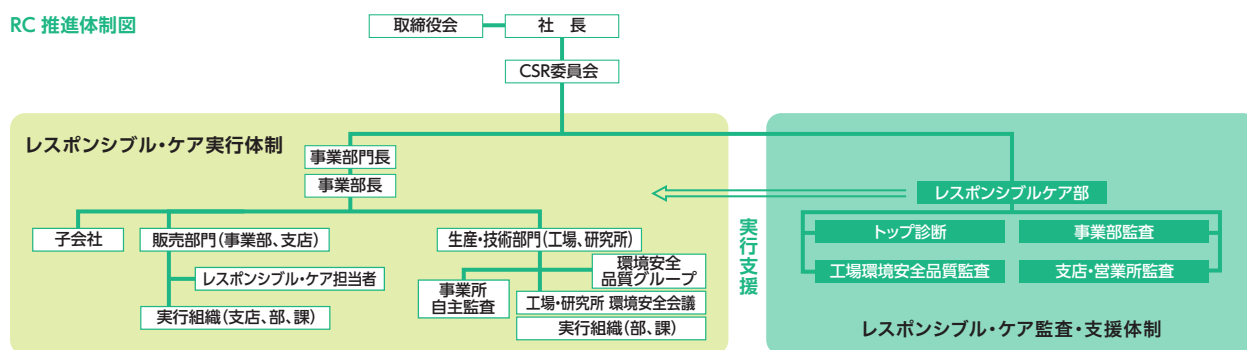 RC 推進体制図
取締役会
社 長
CSR委員会
レスポンシブル・ケア実行体制
事業部門長
事業部長
子会社
販売部門(事業部、支店)
レスポンシブル・ケア担当者
実行組織(支店、部、課)
生産・技術部門(工場、研究所)
環境安全
品質グループ
事業所
自主監査
工場・研究所 環境安全会議
実行組織(部、課)
実行支援
レスポンシブルケア部
トップ診断
事業部監査
工場環境安全品質監査
支店・営業所監査
レスポンシブル・ケア監査・支援体制